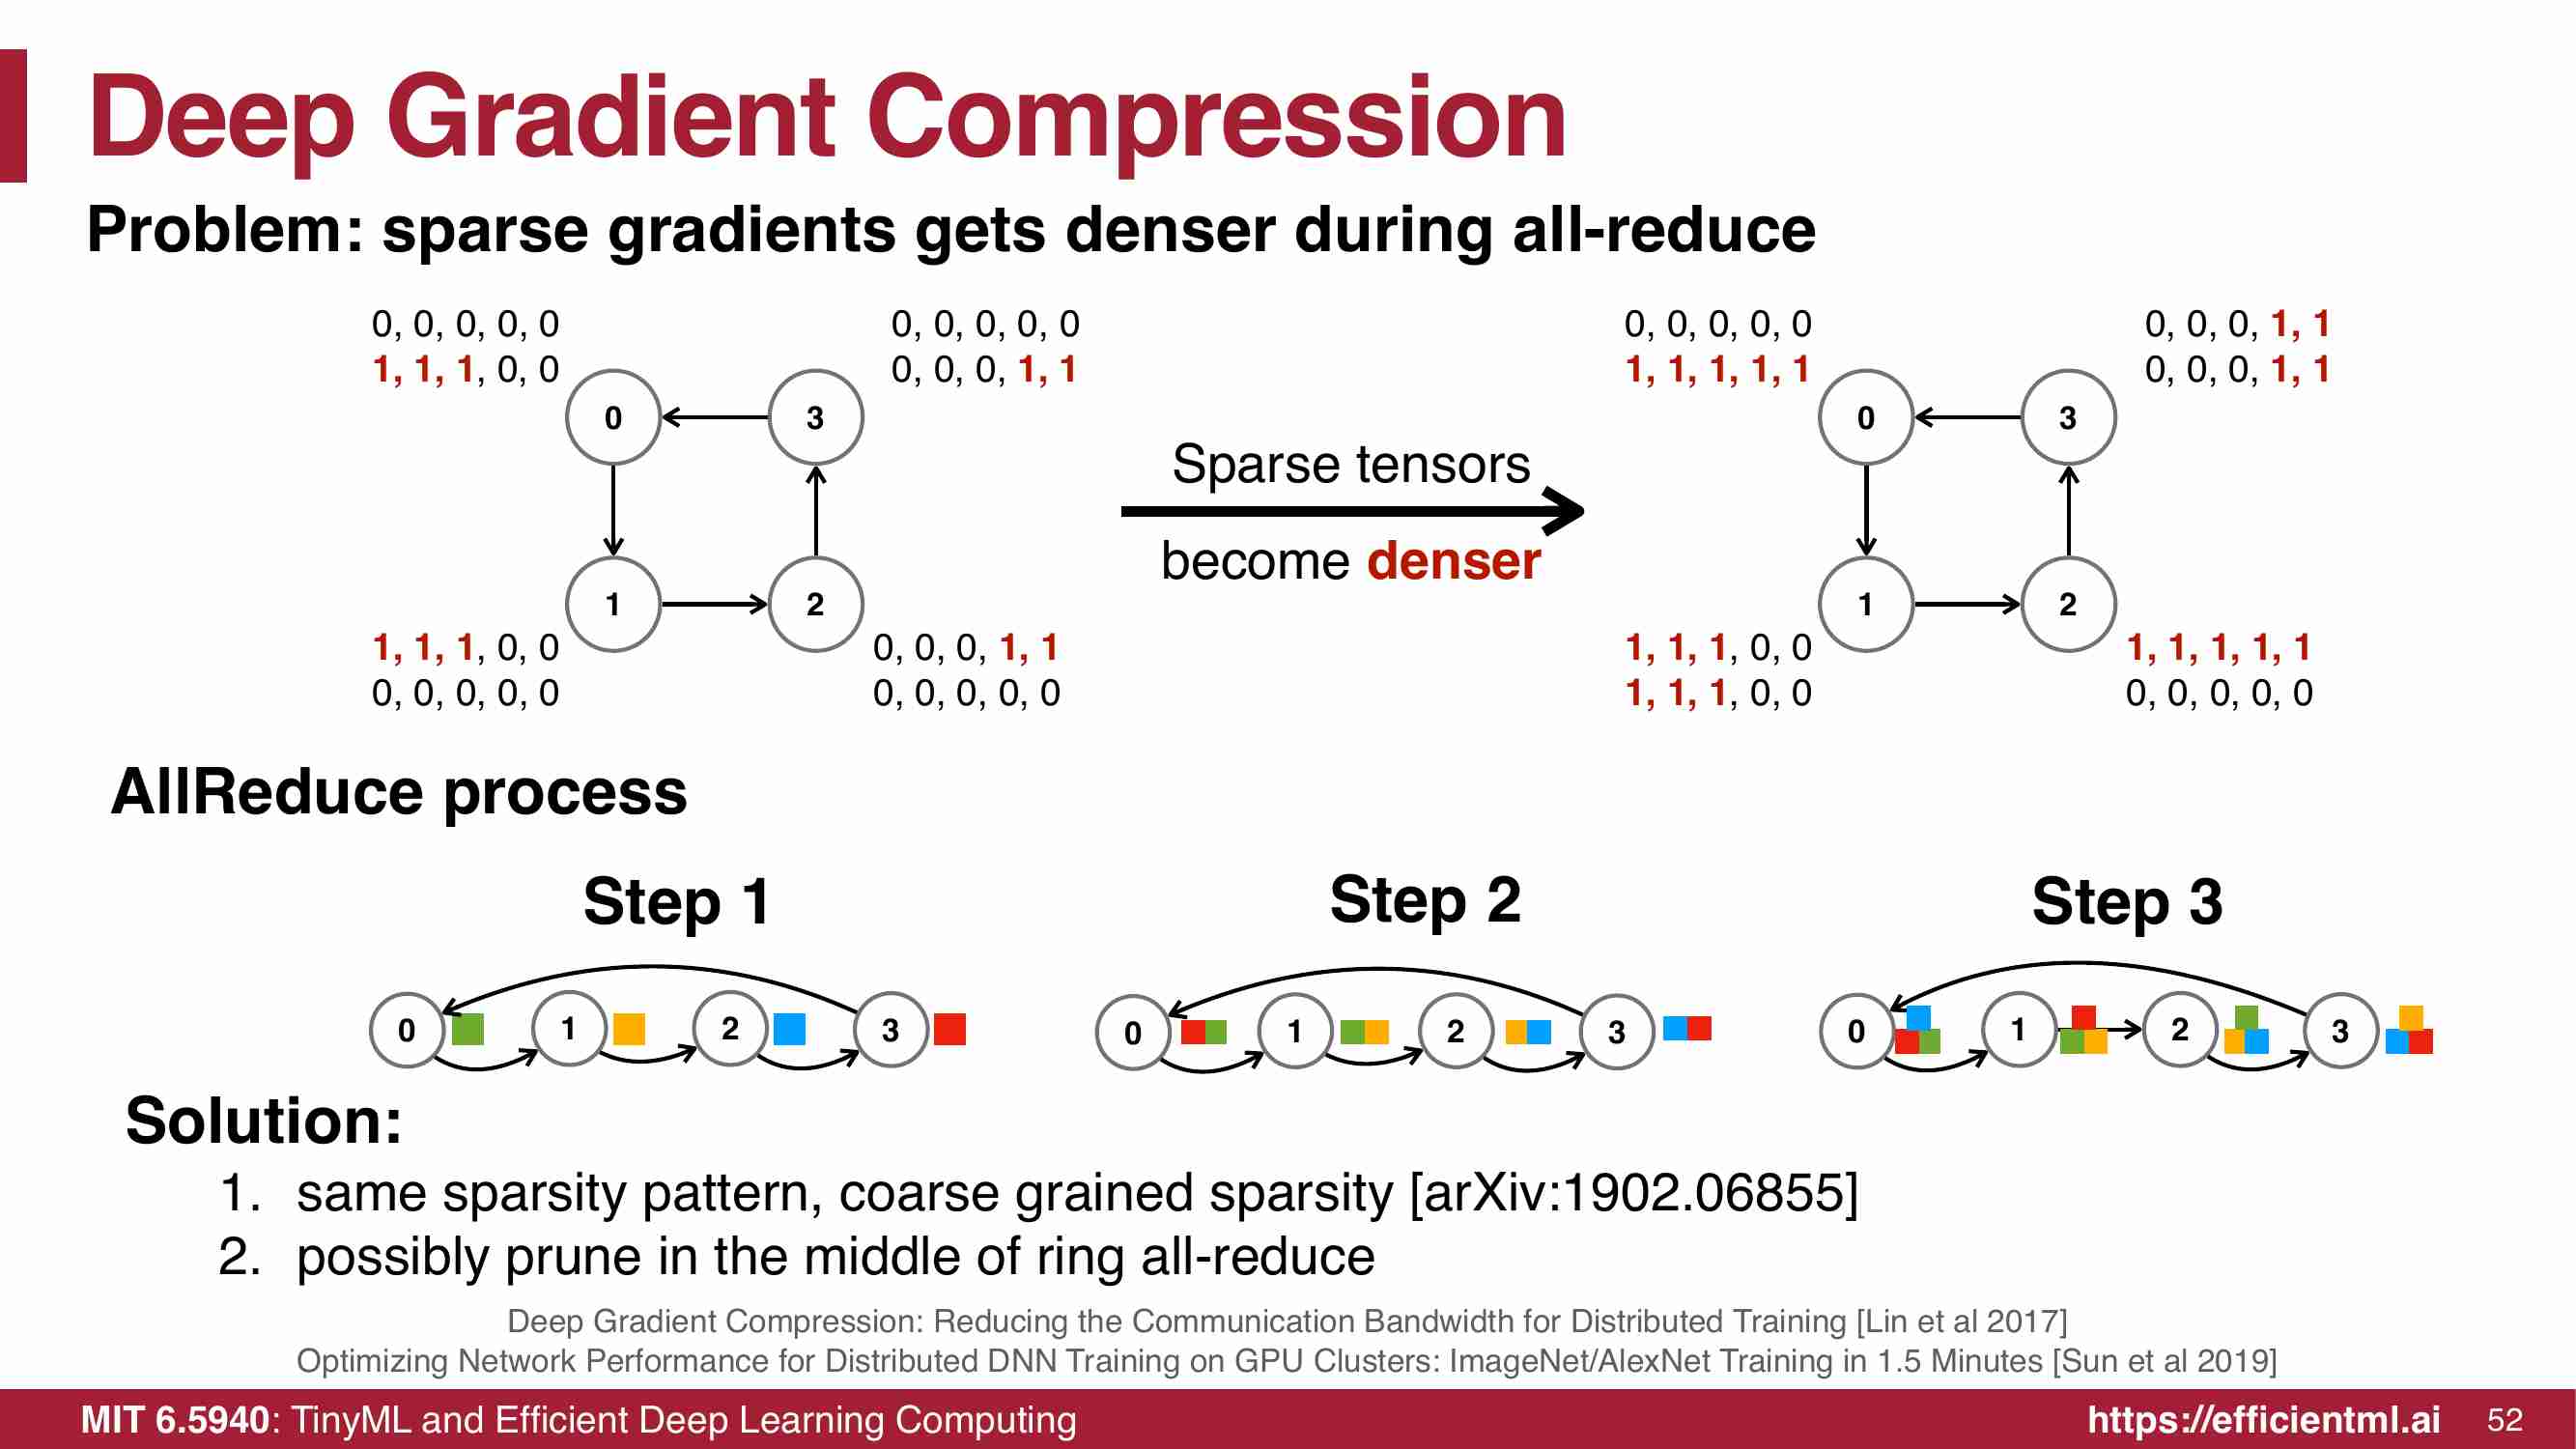 Deep Gradient Compression
Problem: sparse gradients gets denser during all-reduce
0, 0, 0, 0, 0
1, 1, 1, 0, 0
0, 0, 0, 0, 0
0, 0, 0, 1, 1
0
3
1
2
1, 1, 1, 0, 0
0, 0, 0, 0, 0
0, 0, 0, 1, 1
0, 0, 0, 0, 0
Sparse tensors
become denser
0, 0, 0, 0, 0
1, 1, 1, 1, 1
0, 0, 0, 1, 1
0, 0, 0, 1, 1
0
3
1
2
1, 1, 1, 0, 0
1, 1, 1, 0, 0
1, 1, 1, 1, 1
0, 0, 0, 0, 0
AllReduce process
Step 1
0
1
2
3
Step 2
0
1
2
3
Step 3
0
1
2
3
Solution:
1. same sparsity pattern, coarse grained sparsity [arXiv:1902.06855]
2. possibly prune in the middle of ring all-reduce
Deep Gradient Compression: Reducing the Communication Bandwidth for Distributed Training [Lin et al 2017]
Optimizing Network Performance for Distributed DNN Training on GPU Clusters: ImageNet/AlexNet Training in 1.5 Minutes [Sun et al 2019]
MIT 6.5940: TinyML and Efficient Deep Learning Computing
https://efficientml.ai
52